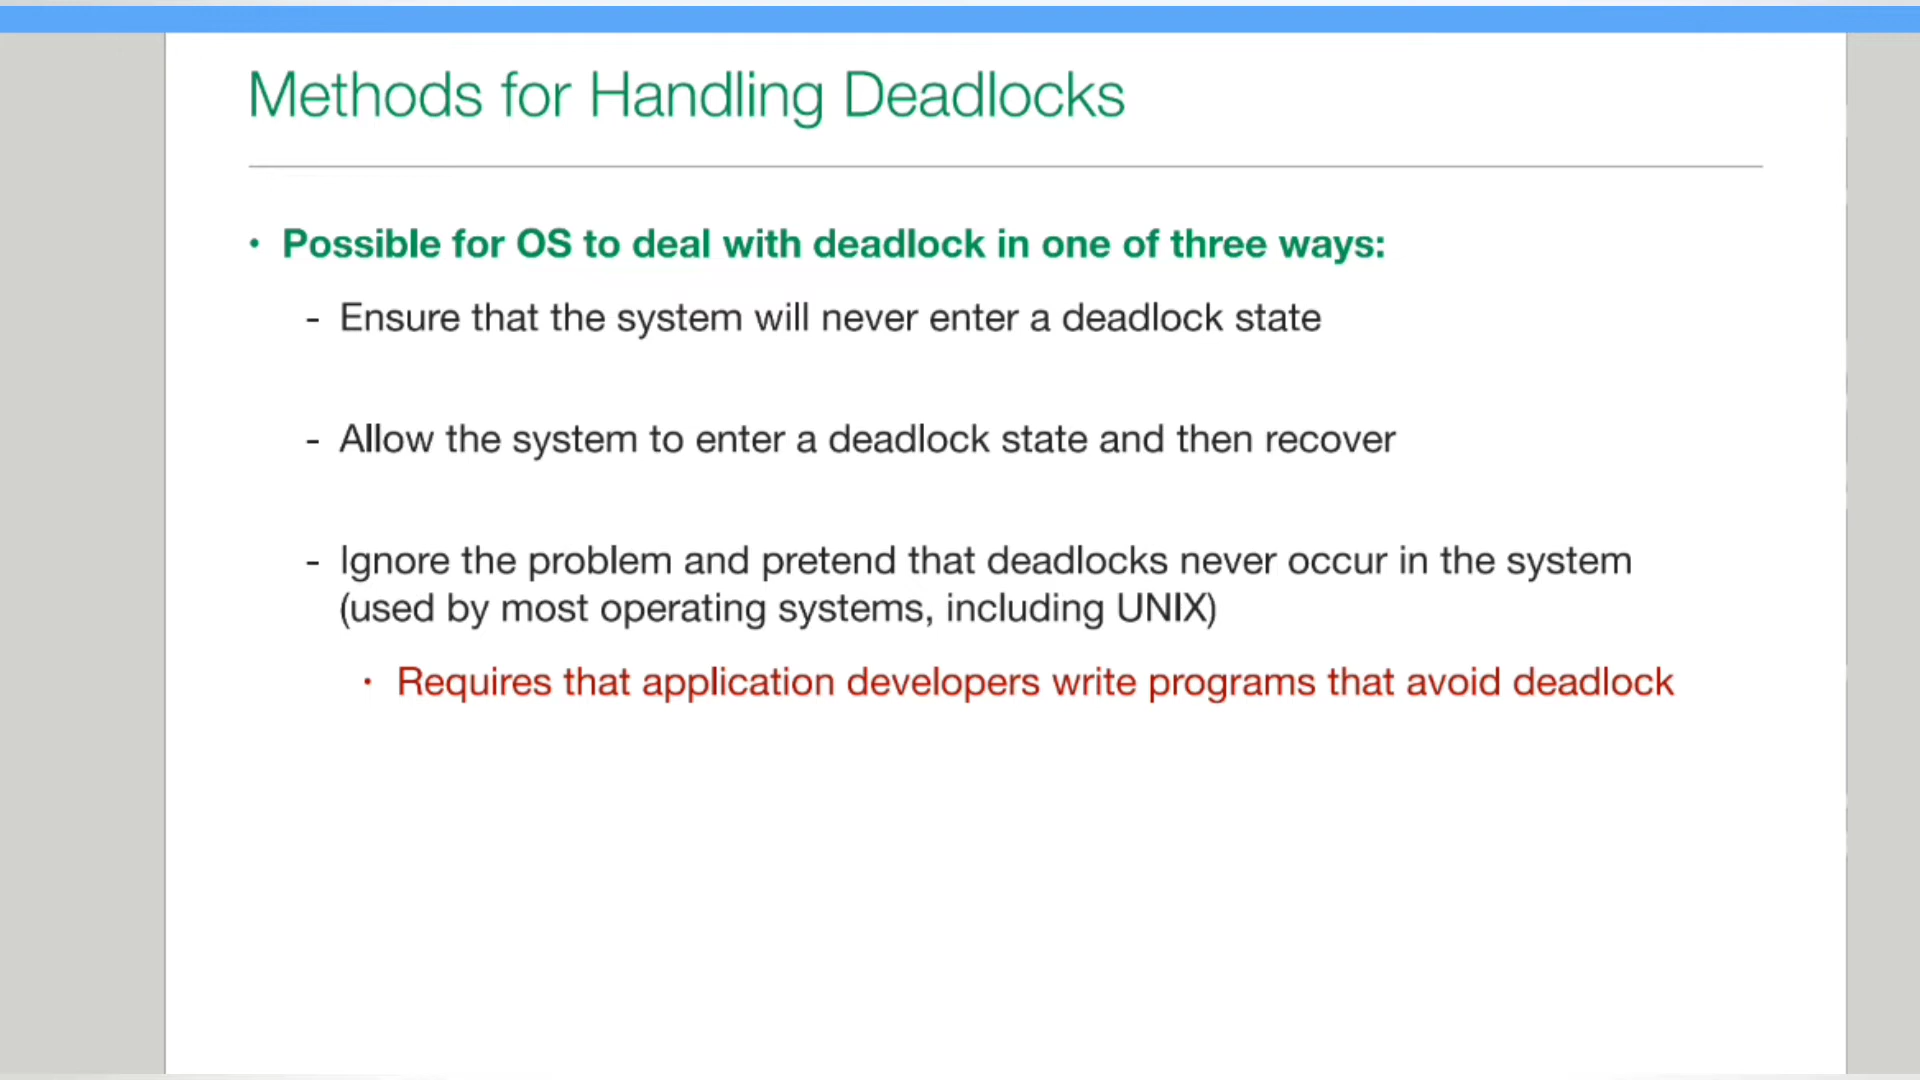 Methods for Handling Deadlocks
• Possible for OS to deal with deadlock in one of three ways:
- Ensure that the system will never enter a deadlock state
- Allow the system to enter a deadlock state and then recover
- Ignore the problem and pretend that deadlocks never occur in the system
(used by most operating systems, including UNIX)
• Requires that application developers write programs that avoid deadlock